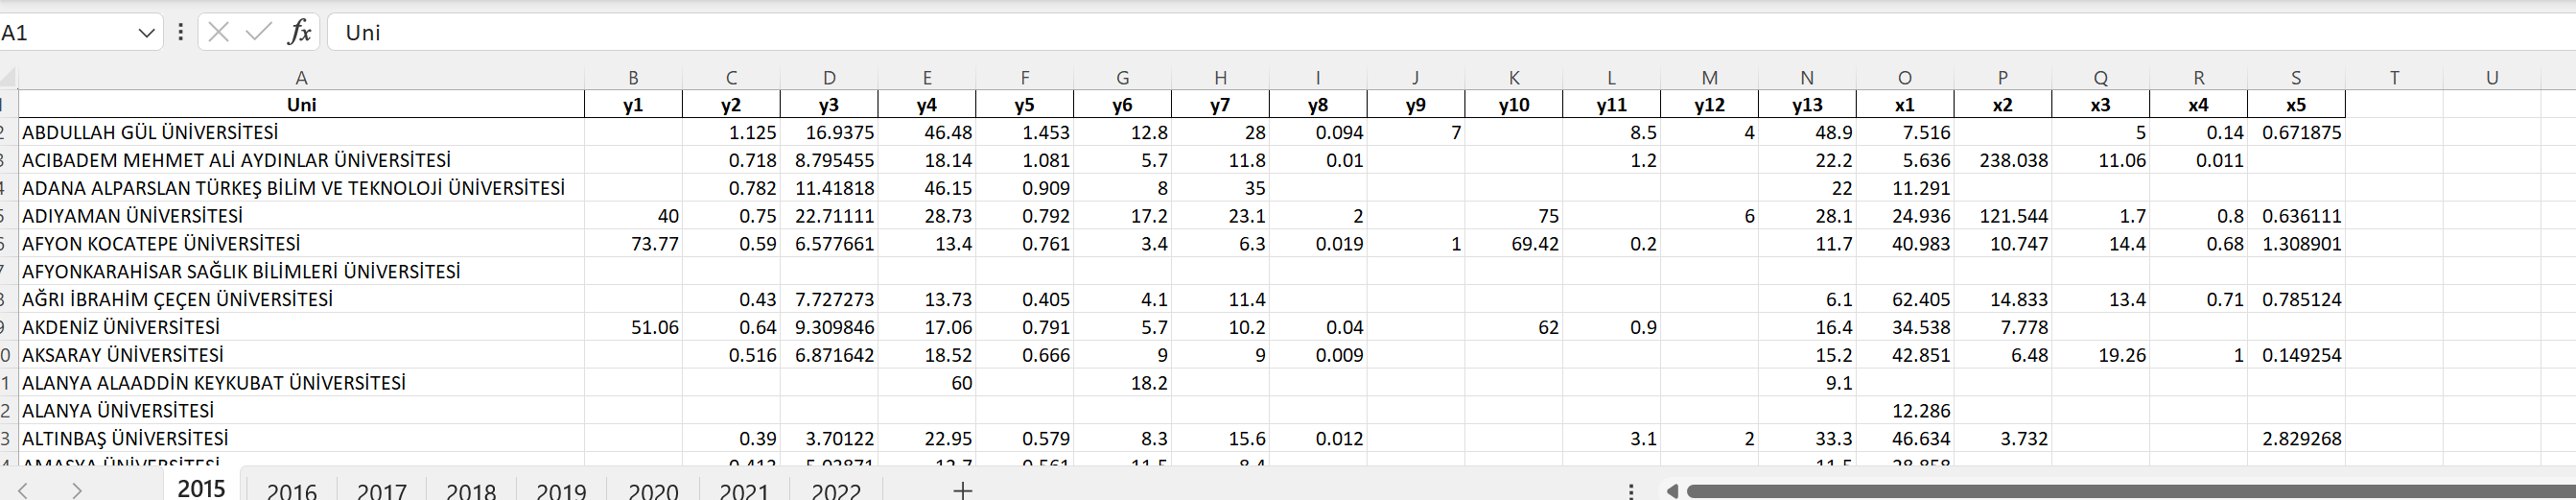 A1 fx Uni
A B C D E F G H I J K L M N O P Q R S T U
Uni y1 y2 y3 y4 y5 y6 y7 y8 y9 y10 y11 y12 y13 x1 x2 x3 x4 x5
2 ABDULLAH GÜL ÜNİVERSİTESİ 1.125 16.9375 46.48 1.453 12.8 28 0.094 7 8.5 4 48.9 7.516 5 0.14 0.671875
3 ACIBADEM MEHMET ALİ AYDINLAR ÜNİVERSİTESİ 0.718 8.795455 18.14 1.081 5.7 11.8 0.01 1.2 22.2 5.636 238.038 11.06 0.011
4 ADANA ALPARSLAN TÜRKEŞ BİLİM VE TEKNOLOJİ ÜNİVERSİTESİ 0.782 11.41818 46.15 0.909 8 35 22 11.291
5 ADIYAMAN ÜNİVERSİTESİ 40 0.75 22.71111 28.73 0.792 17.2 23.1 2 75 6 28.1 24.936 121.544 1.7 0.8 0.636111
6 AFYON KOCATEPE ÜNİVERSİTESİ 73.77 0.59 6.577661 13.4 0.761 3.4 6.3 0.019 1 69.42 0.2 11.7 40.983 10.747 14.4 0.68 1.308901
7 AFYONKARAHİSAR SAĞLIK BİLİMLERİ ÜNİVERSİTESİ
8 AĞRI İBRAHİM ÇEÇEN ÜNİVERSİTESİ 0.43 7.727273 13.73 0.405 4.1 11.4 6.1 62.405 14.833 13.4 0.71 0.785124
9 AKDENİZ ÜNİVERSİTESİ 51.06 0.64 9.309846 17.06 0.791 5.7 10.2 0.04 62 0.9 16.4 34.538 7.778
0 AKSARAY ÜNİVERSİTESİ 0.516 6.871642 18.52 0.666 9 9 0.009 15.2 42.851 6.48 19.26 1 0.149254
1 ALANYA ALAADDİN KEYKUBAT ÜNİVERSİTESİ 60 18.2 9.1
2 ALANYA ÜNİVERSİTESİ 12.286
3 ALTINBAŞ ÜNİVERSİTESİ 0.39 3.70122 22.95 0.579 8.3 15.6 0.012 3.1 2 33.3 46.634 3.732 2.829268
AMASYA ÜNİVERSİTESİ
2015 2016 2017 2018 2019 2020 2021 2022